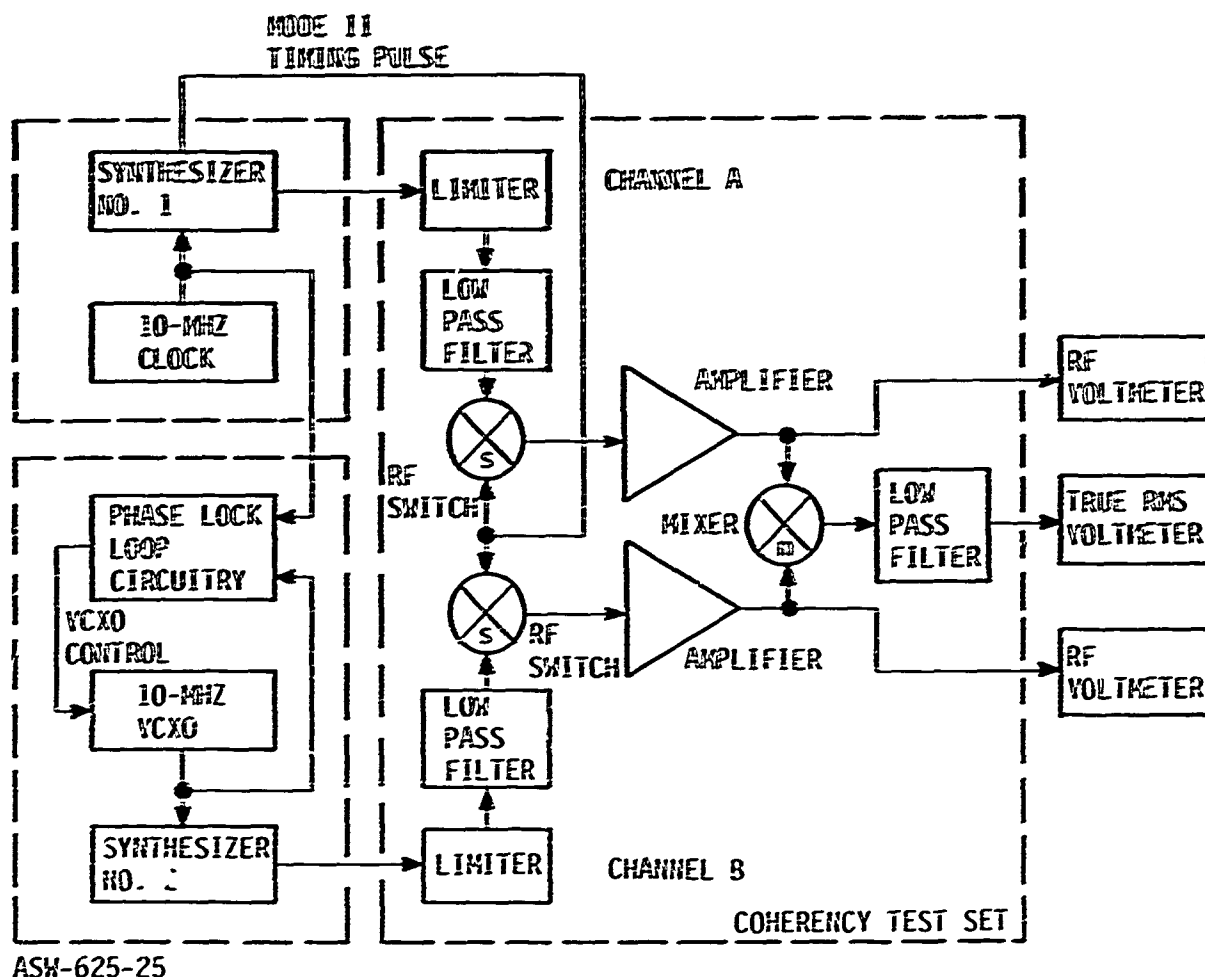 MODE II
TIMING PULSE
SYNTHESIZER
NO. 1
10-MHZ
CLOCK
LIMITER
CHANNEL A
LOW
PASS
FILTER
S
RF
SWITCH
AMPLIFIER
RF
VOLTMETER
PHASE LOCK
LOOP
CIRCUITRY
VCXO
CONTROL
10-MHZ
VCXO
SYNTHESIZER
NO.
MIXER
LOW
PASS
FILTER
TRUE RMS
VOLTMETER
S
RF
SWITCH
AMPLIFIER
RF
VOLTMETER
LOW
PASS
FILTER
LIMITER
CHANNEL B
COHERENCY TEST SET
ASW-625-25